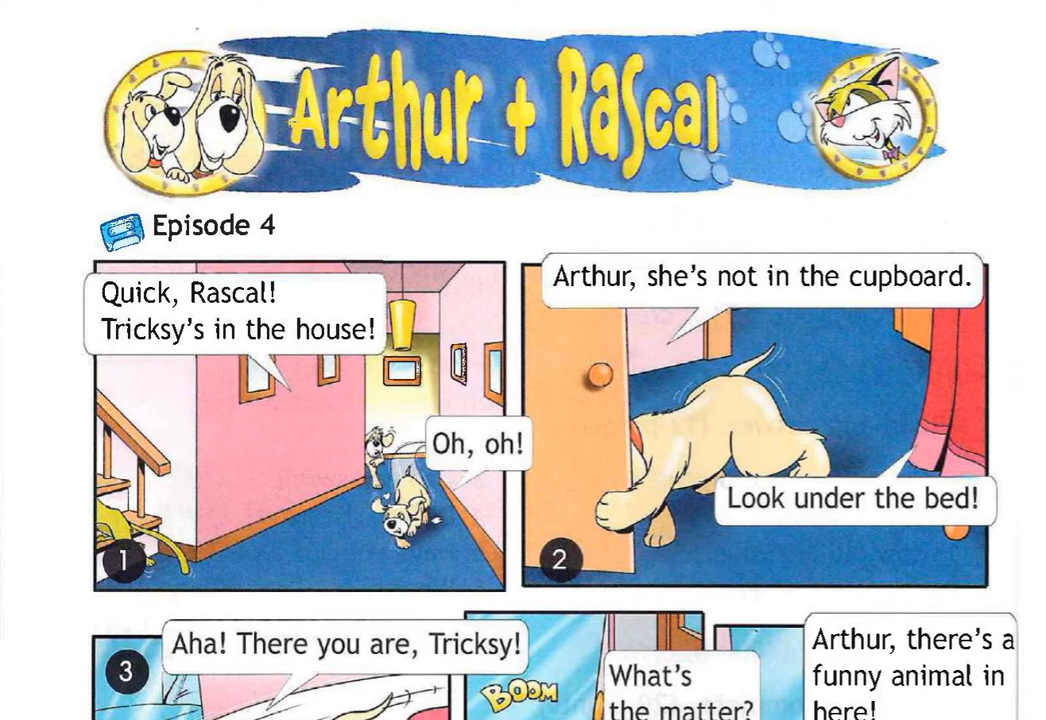 Arthur + Rascal
Episode 4
Quick, Rascal!
Tricksy's in the house!
Oh, oh!
1
Arthur, she's not in the cupboard.
Look under the bed!
2
3
Aha! There you are, Tricksy!
BOOM
What's
the matter?
Arthur, there's a
funny animal in
here!